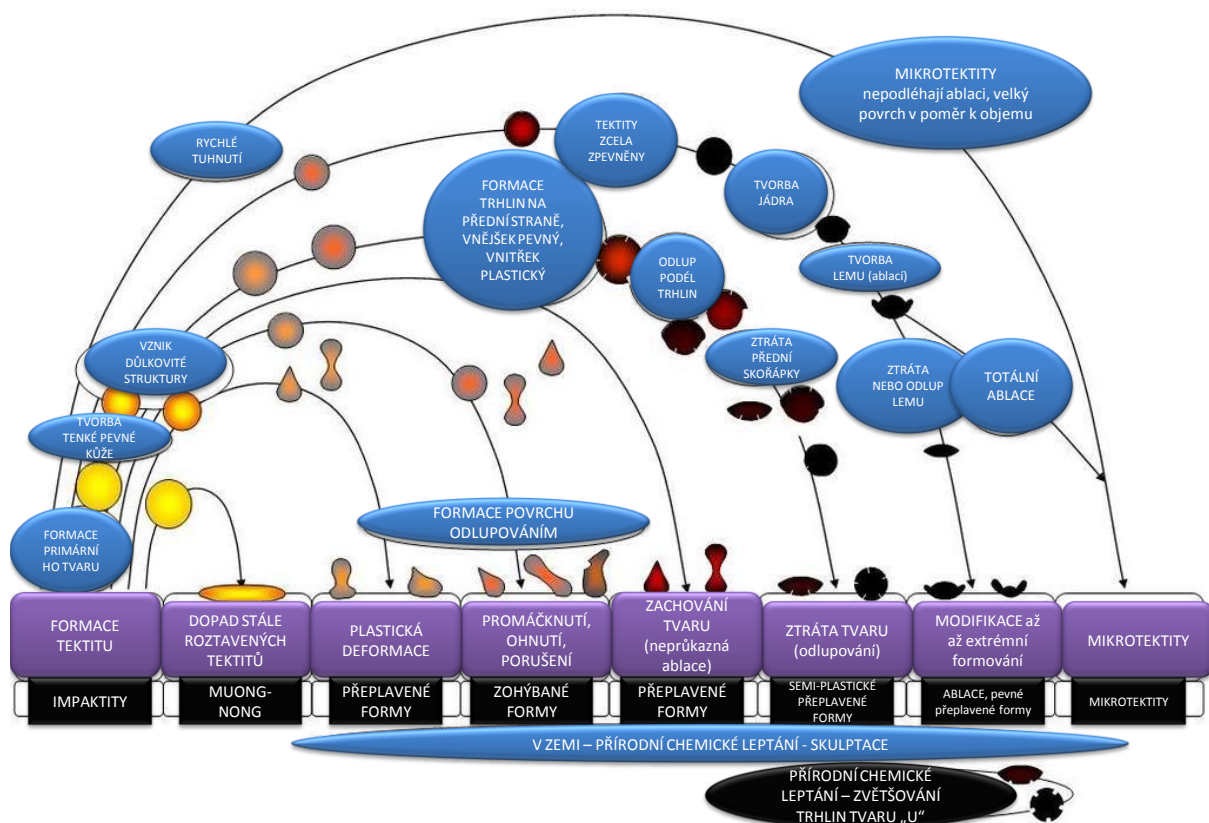 MIKROTEKTITY
nepodléhají ablaci, velký
povrch v poměr k objemu
RYCHLÉ
TUHNUTÍ
TEKTITY
ZCELA
ZPEVNĚNY
FORMACE
TRHLIN NA
PŘEDNÍ STRANĚ,
VNĚJŠEK PEVNÝ,
VNITŘEK
PLASTICKÝ
TVORBA
JÁDRA
ODLUP
PODÉL
TRHLIN
TVORBA
LEMU (ablací)
VZNIK
DŮLKOVITÉ
STRUKTURY
ZTRÁTA
PŘEDNÍ
SKOŘÁPKY
ZTRÁTA
NEBO ODLUP
LEMU
TOTÁLNÍ
ABLACE
TVORBA
TENKÉ PEVNÉ
KŮŽE
FORMACE POVRCHU
ODLUPOVÁNÍM
FORMACE
PRIMÁRNÍ
HO TVARU
FORMACE
TEKTITU
DOPAD STÁLE
ROZTAVENÝCH
TEKTITŮ
PLASTICKÁ
DEFORMACE
PROMÁČKNUTÍ,
OHNUTÍ,
PORUŠENÍ
ZACHOVÁNÍ
TVARU
(neprůkazná
ablace)
ZTRÁTA TVARU
(odlupování)
MODIFIKACE až
až extrémní
formování
MIKROTEKTITY
IMPAKTITY
MUONG-
NONG
PŘEPLAVENÉ
FORMY
ZOHÝBANÉ
FORMY
PŘEPLAVENÉ
FORMY
SEMI-PLASTICKÉ
PŘEPLAVENÉ
FORMY
ABLACE, pevné
přeplavené formy
MIKROTEKTITY
V ZEMI – PŘÍRODNÍ CHEMICKÉ LEPTÁNÍ - SKULPTACE
PŘÍRODNÍ CHEMICKÉ
LEPTÁNÍ – ZVĚTŠOVÁNÍ
TRHLIN TVARU „U“